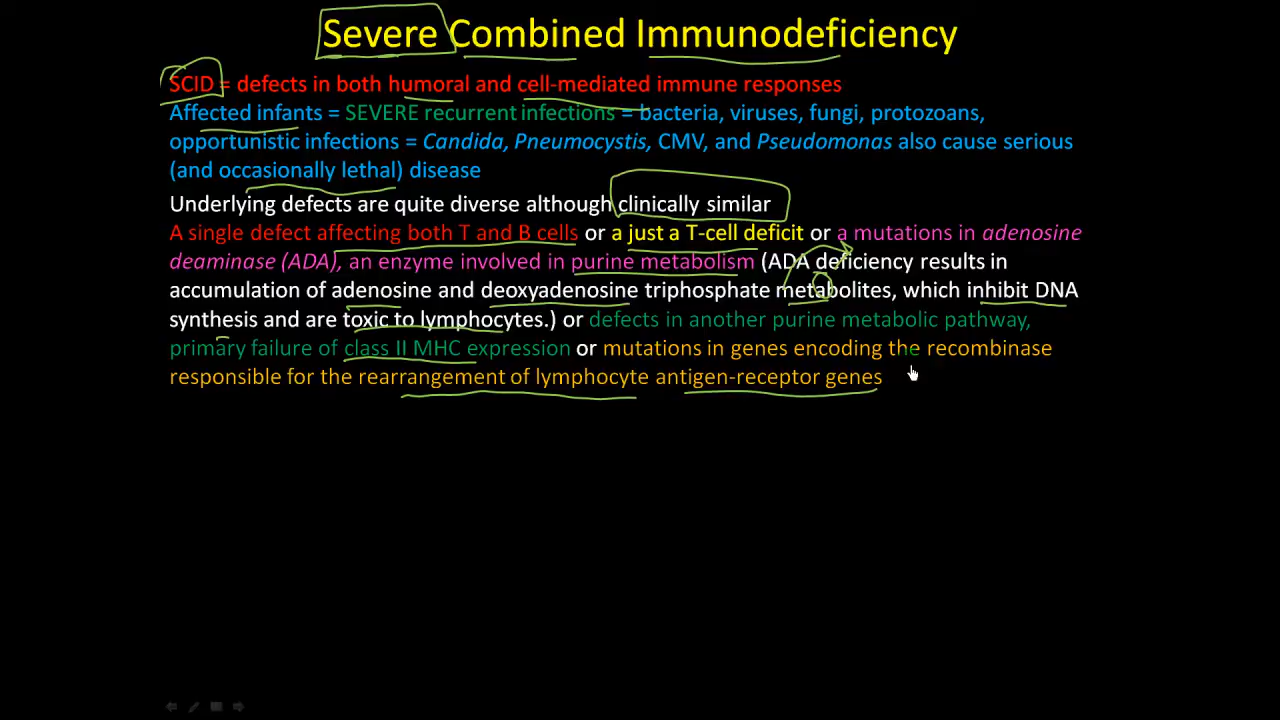 Severe Combined Immunodeficiency
SCID = defects in both humoral and cell-mediated immune responses
Affected infants = SEVERE recurrent infections = bacteria, viruses, fungi, protozoans,
opportunistic infections = Candida, Pneumocystis, CMV, and Pseudomonas also cause serious
(and occasionally lethal) disease
Underlying defects are quite diverse although clinically similar
A single defect affecting both T and B cells or a just a T-cell deficit or a mutations in adenosine
deaminase (ADA), an enzyme involved in purine metabolism (ADA deficiency results in
accumulation of adenosine and deoxyadenosine triphosphate metabolites, which inhibit DNA
synthesis and are toxic to lymphocytes.) or defects in another purine metabolic pathway,
primary failure of class II MHC expression or mutations in genes encoding the recombinase
responsible for the rearrangement of lymphocyte antigen-receptor genes